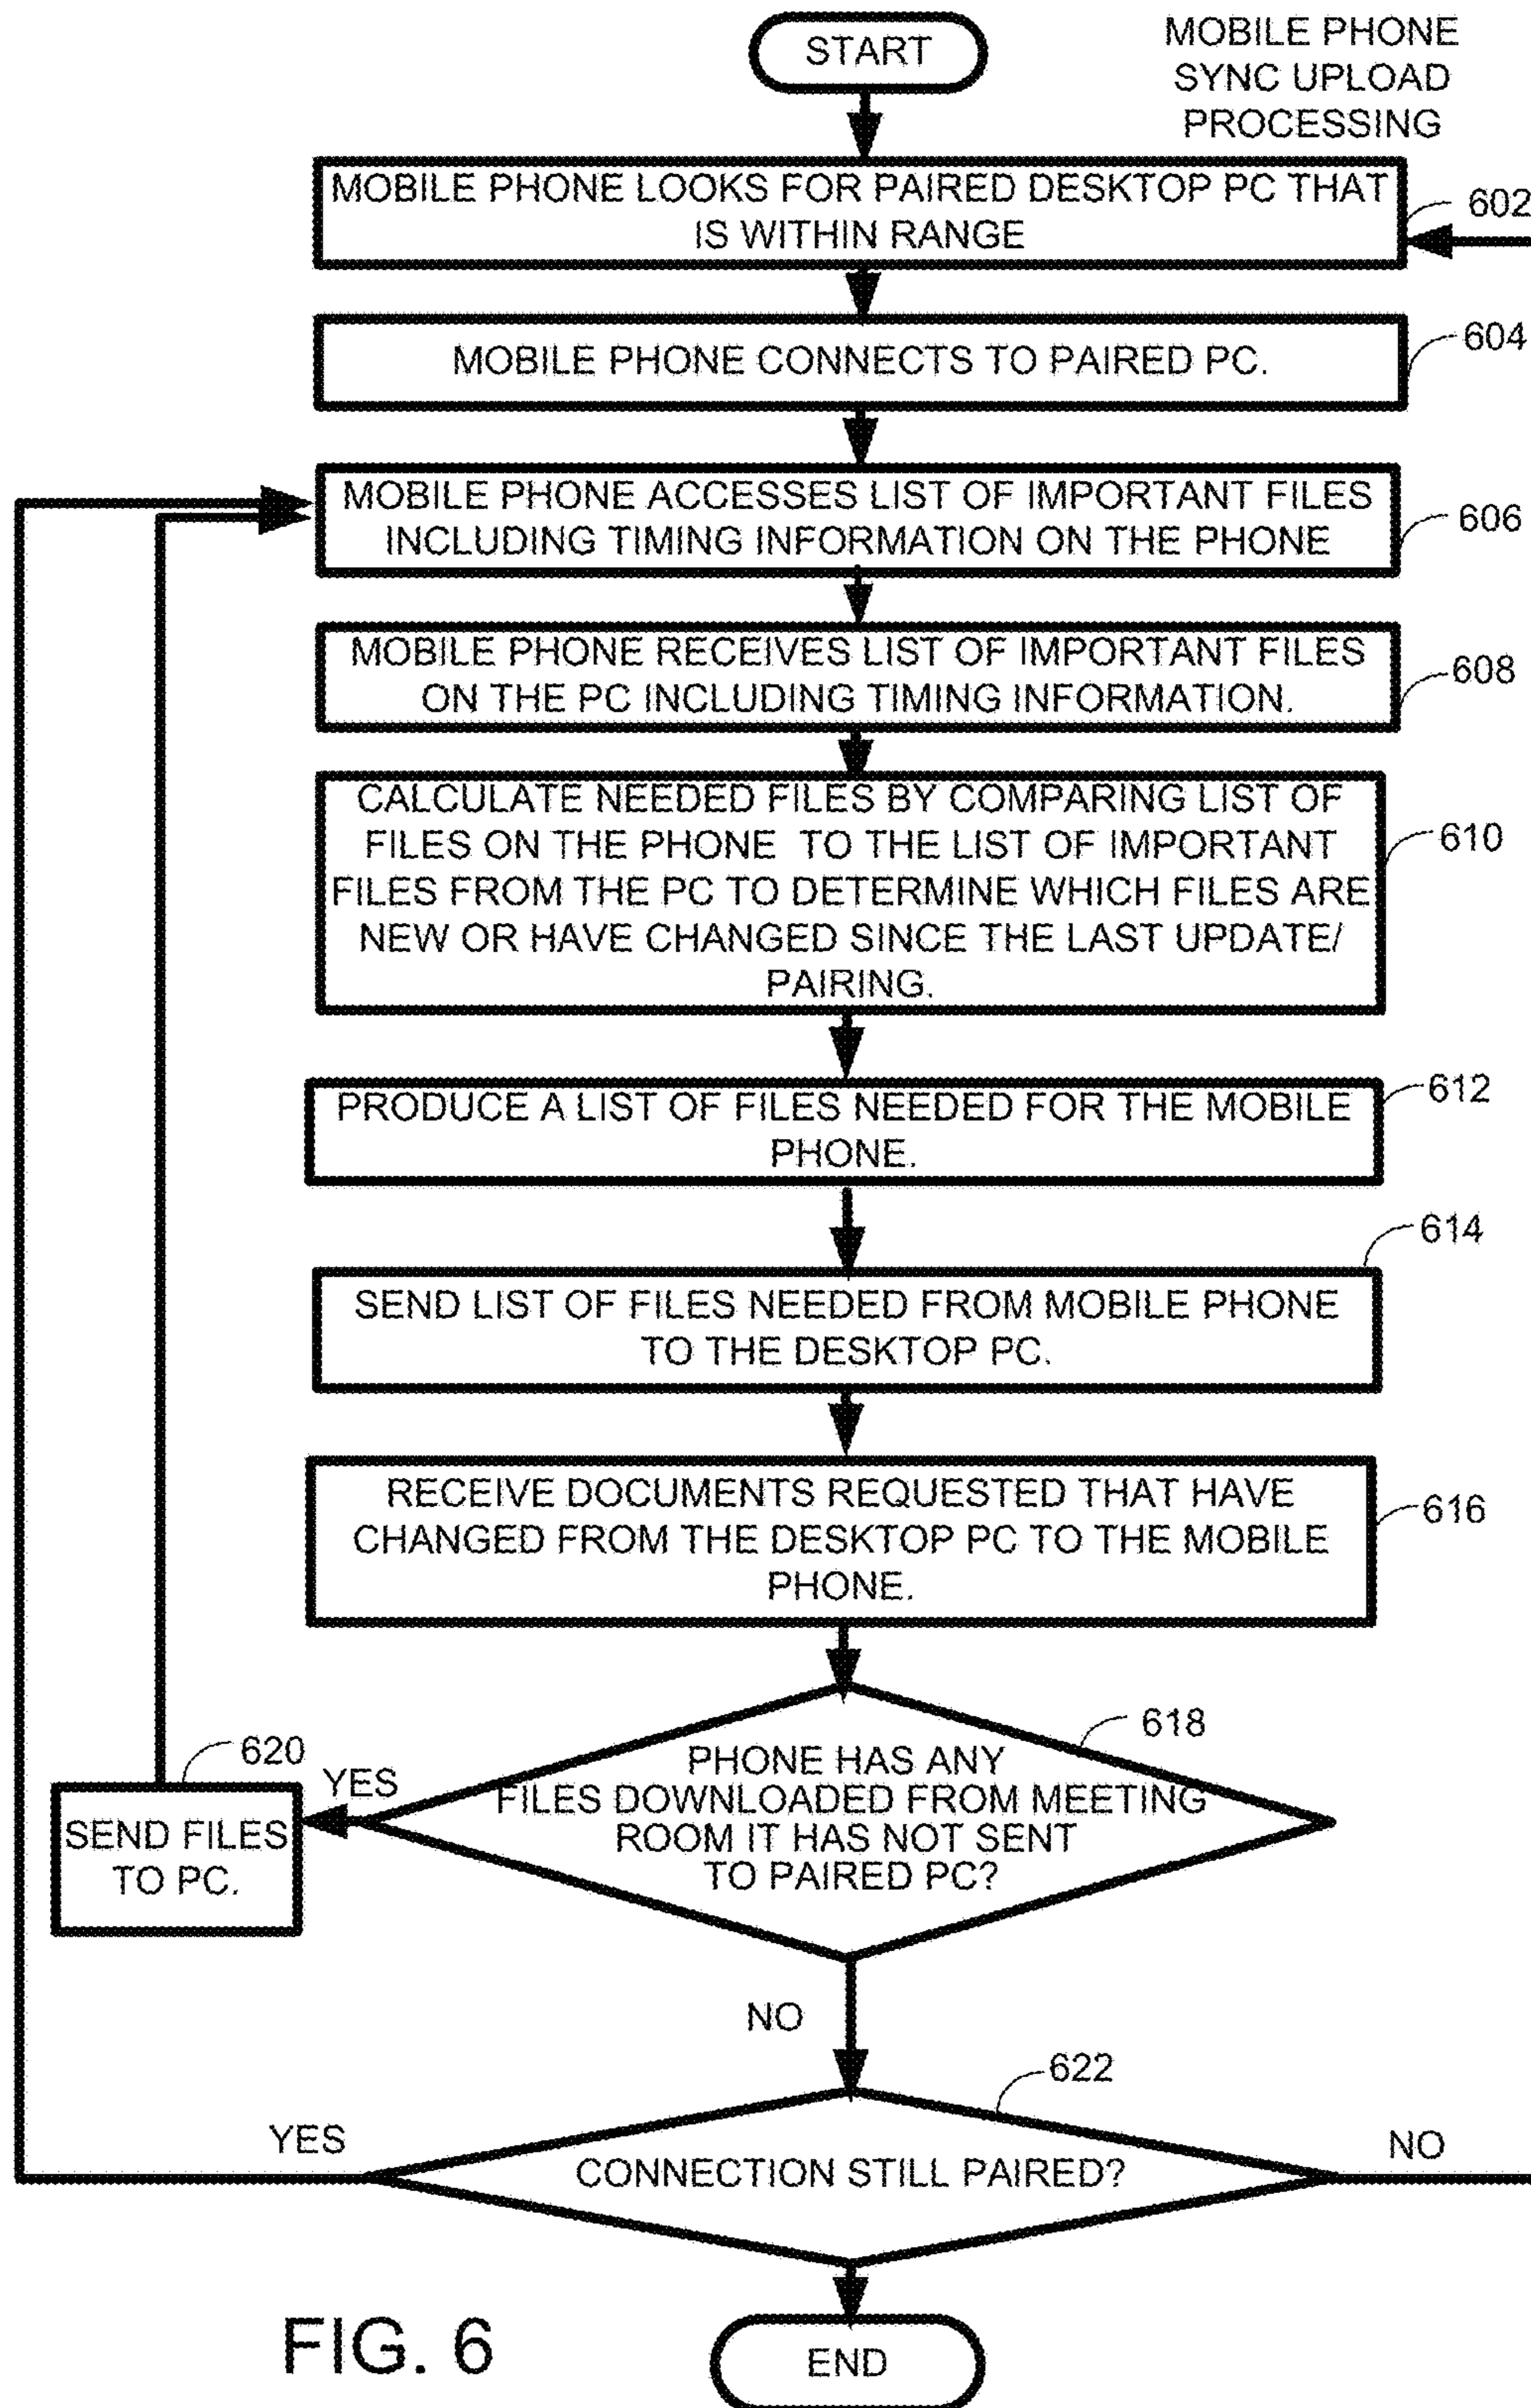 START
MOBILE PHONE
SYNC UPLOAD
PROCESSING
MOBILE PHONE LOOKS FOR PAIRED DESKTOP PC THAT
IS WITHIN RANGE
602
MOBILE PHONE CONNECTS TO PAIRED PC.
604
MOBILE PHONE ACCESSES LIST OF IMPORTANT FILES
INCLUDING TIMING INFORMATION ON THE PHONE
606
MOBILE PHONE RECEIVES LIST OF IMPORTANT FILES
ON THE PC INCLUDING TIMING INFORMATION.
608
CALCULATE NEEDED FILES BY COMPARING LIST OF
FILES ON THE PHONE TO THE LIST OF IMPORTANT
FILES FROM THE PC TO DETERMINE WHICH FILES ARE
NEW OR HAVE CHANGED SINCE THE LAST UPDATE/
PAIRING.
610
PRODUCE A LIST OF FILES NEEDED FOR THE MOBILE
PHONE.
612
614
SEND LIST OF FILES NEEDED FROM MOBILE PHONE
TO THE DESKTOP PC.
RECEIVE DOCUMENTS REQUESTED THAT HAVE
CHANGED FROM THE DESKTOP PC TO THE MOBILE
PHONE.
616
618
PHONE HAS ANY
FILES DOWNLOADED FROM MEETING
ROOM IT HAS NOT SENT
TO PAIRED PC?
620
YES
SEND FILES
TO PC.
NO
622
YES
CONNECTION STILL PAIRED?
NO
END
FIG. 6